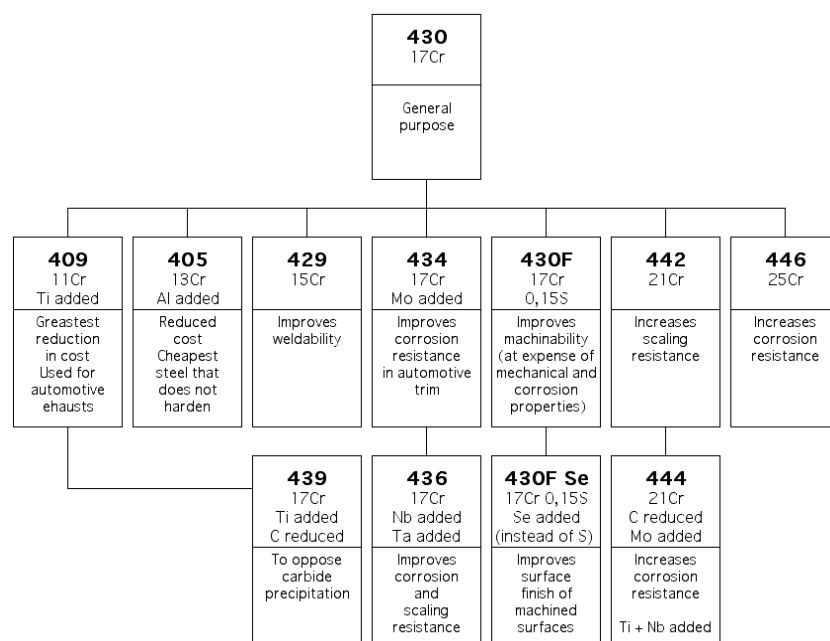 430
17Cr
General
purpose
409
11Cr
Ti added
Greastest
reduction
in cost
Used for
automotive
ehausts
405
13Cr
Al added
Reduced
cost
Cheapest
steel that
does not
harden
429
15Cr
Improves
weldability
434
17Cr
Mo added
Improves
corrosion
resistance
in automotive
trim
430F
17Cr
0,15S
Improves
machinability
(at expense of
mechanical and
corrosion
properties)
442
21Cr
Increases
scaling
resistance
446
25Cr
Increases
corrosion
resistance
439
17Cr
Ti added
C reduced
To oppose
carbide
precipitation
436
17Cr
Nb added
Ta added
Improves
corrosion
and
scaling
resistance
430F Se
17Cr 0,15S
Se added
(instead of S)
Improves
surface
finish of
machined
surfaces
444
21Cr
C reduced
Mo added
Increases
corrosion
resistance
Ti + Nb added